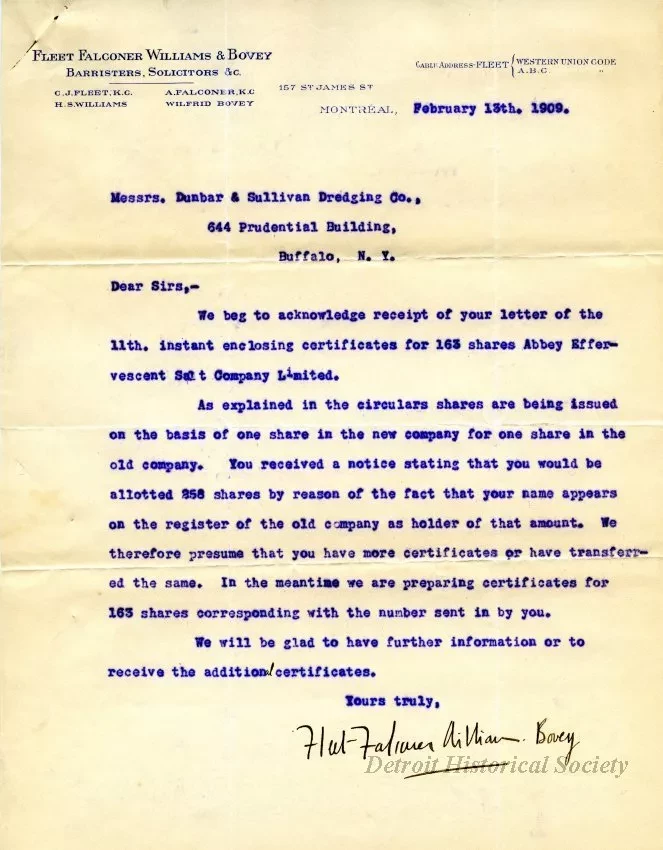 FLEET FALCONER WILLIAMS & BOVEY
BARRISTERS, SOLICITORS &C.
CABLE ADDRESS-FLEET { WESTERN UNION CODE
A.B.C. "
C.J.FLEET, K.C. A.FALCONER, K.C
H.S.WILLIAMS WILFRID BOVEY
157 ST JAMES ST
MONTREAL, February 13th. 1909.
Messrs. Dunbar & Sullivan Dredging Co.,
644 Prudential Building,
Buffalo, N. Y.
Dear Sirs,-
We beg to acknowledge receipt of your letter of the
11th. instant enclosing certificates for 163 shares Abbey Effer-
vescent Salt Company Limited.
As explained in the circulars shares are being issued
on the basis of one share in the new company for one share in the
old company. You received a notice stating that you would be
allotted 258 shares by reason of the fact that your name appears
on the register of the old company as holder of that amount. We
therefore presume that you have more certificates or have transferr-
ed the same. In the meantime we are preparing certificates for
163 shares corresponding with the number sent in by you.
We will be glad to have further information or to
receive the additional certificates.
Yours truly,
Fleet Falconer William. Bovey
Detroit Historical Society